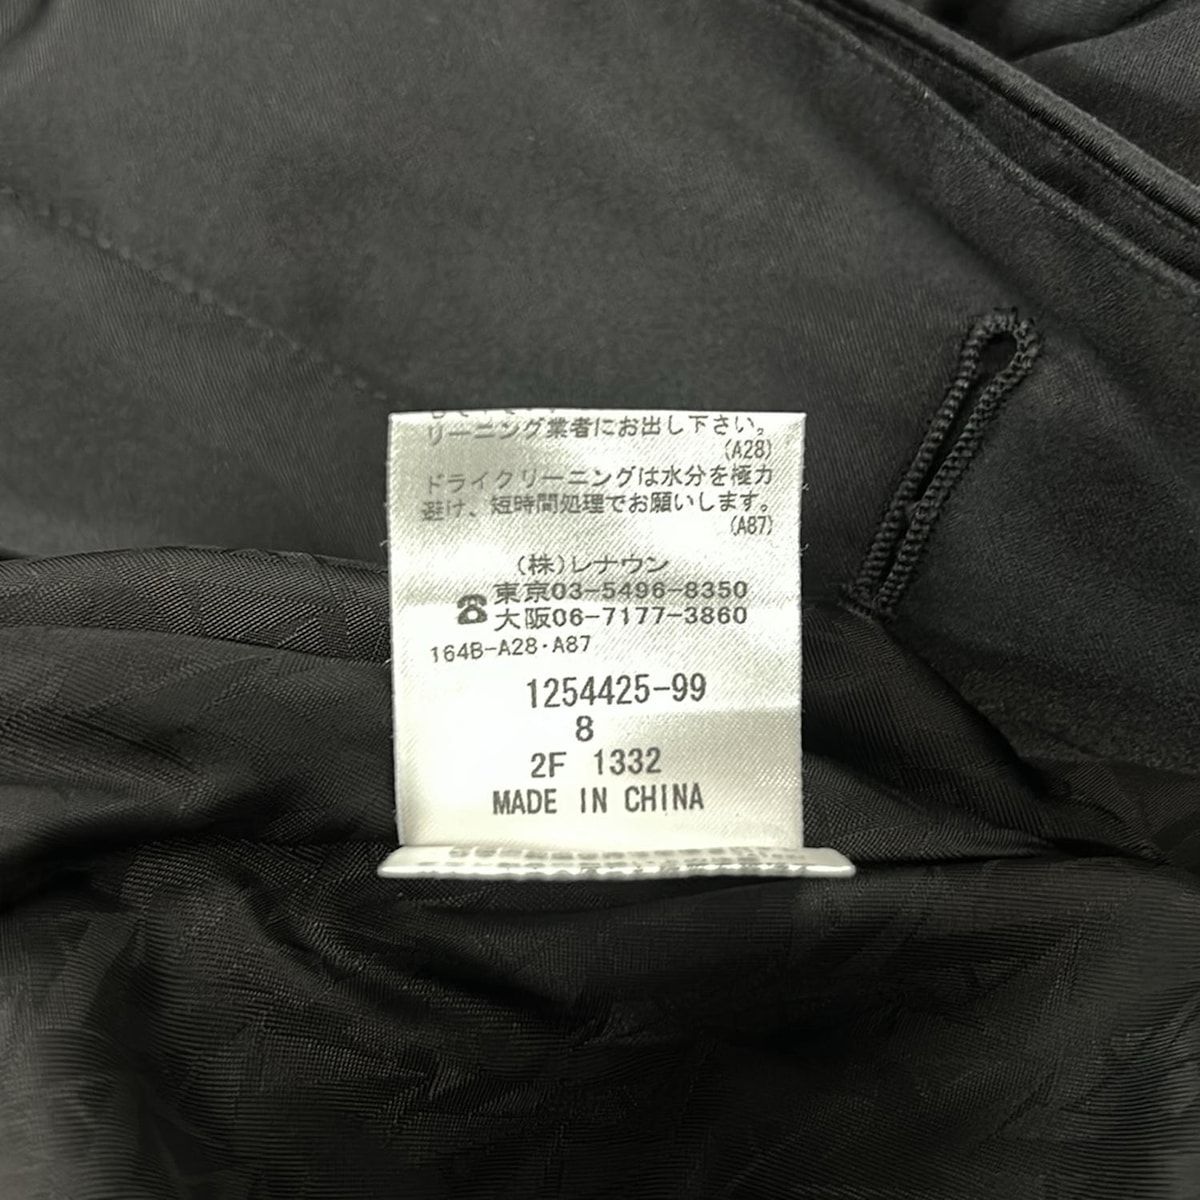 リーニング業者にお出し下さい。
(A28)
ドライクリーニングは水分を極力
避け、短時間処理でお願いします。
(A87)
(株)レナウン
☎東京03-5496-8350
大阪06-7177-3860
164B-A28・A87
1254425-99
8
2F 1332
MADE IN CHINA